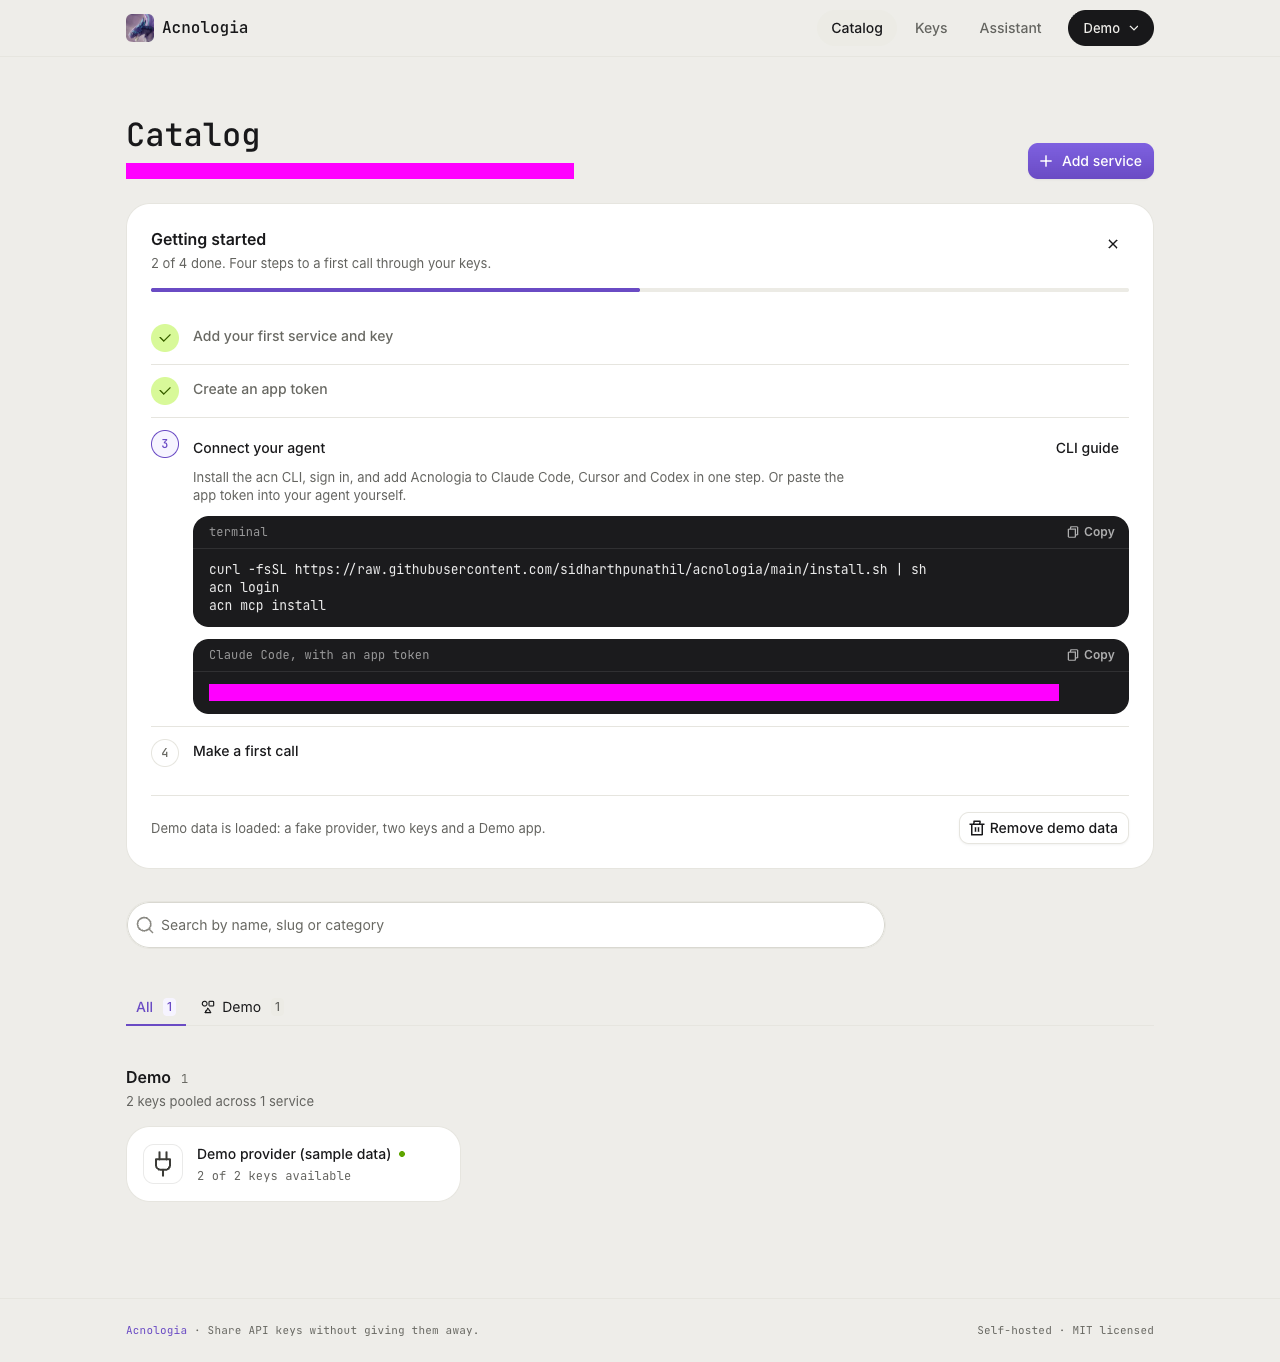 Acnologia
Catalog
Keys
Assistant
Demo
Catalog
Add service
Getting started
2 of 4 done. Four steps to a first call through your keys.
Add your first service and key
Create an app token
3
Connect your agent
CLI guide
Install the acn CLI, sign in, and add Acnologia to Claude Code, Cursor and Codex in one step. Or paste the
app token into your agent yourself.
terminal
Copy
curl -fsSL https://raw.githubusercontent.com/sidharthpunathil/acnologia/main/install.sh | sh
acn login
acn mcp install
Claude Code, with an app token
Copy
4
Make a first call
Demo data is loaded: a fake provider, two keys and a Demo app.
Remove demo data
Search by name, slug or category
All 1
Demo 1
Demo 1
2 keys pooled across 1 service
Demo provider (sample data)
2 of 2 keys available
Acnologia · Share API keys without giving them away.
Self-hosted · MIT licensed